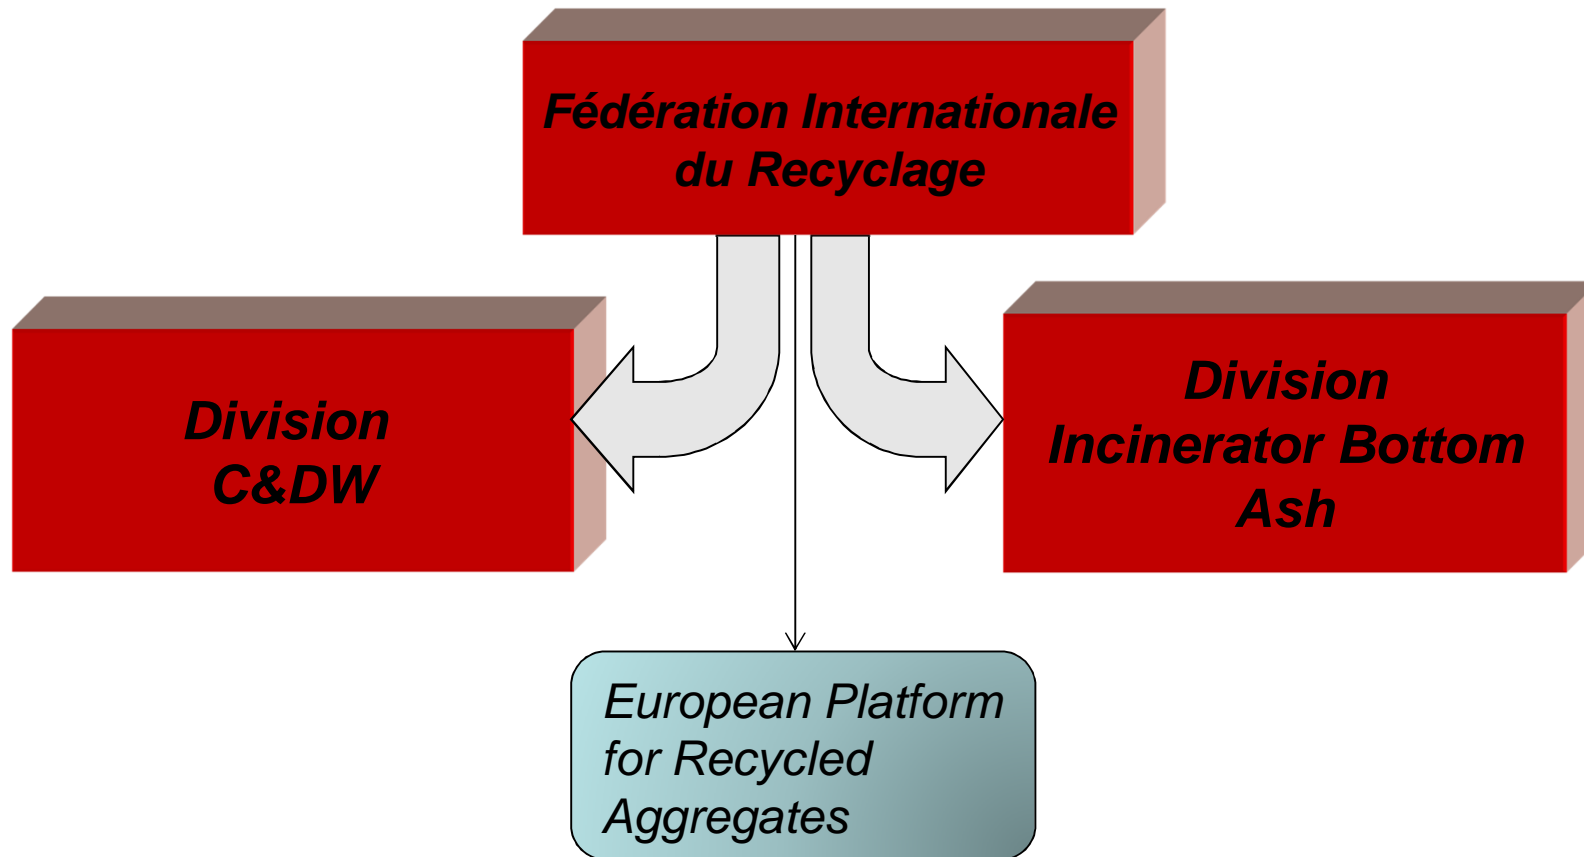 Fédération Internationale
du Recyclage
Division
C&DW
Division
Incinerator Bottom
Ash
European Platform
for Recycled
Aggregates